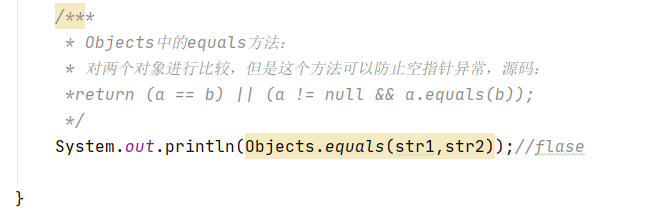 /***
* Objects中的equals方法：
* 对两个对象进行比较，但是这个方法可以防止空指针异常，源码：
*return (a == b) || (a != null && a.equals(b));
*/
System.out.println(Objects.equals(str1,str2));//flase
}